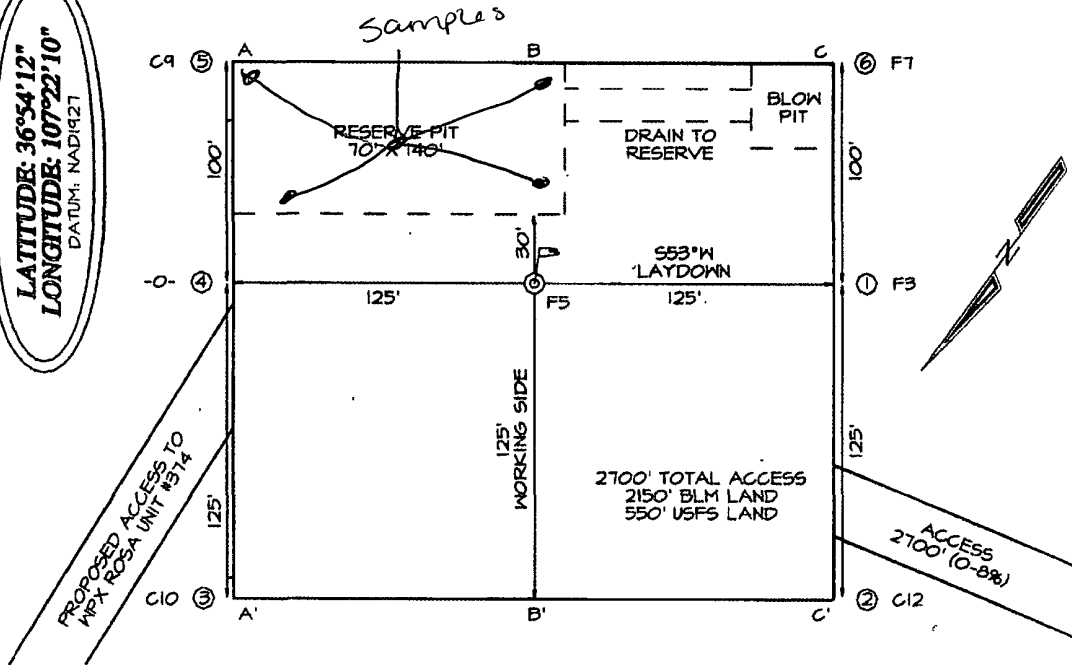 Samples
LATITUDE: 36°54'12"
LONGITUDE: 107°22'10"
DATUM: NAD1927
C9 ⑤ A B C ⑥ F7
RESERVE PIT
70' X 140'
DRAIN TO
RESERVE
BLOW
PIT
100'
100'
30'
S53°W
LAYDOWN
-0- ④
125'
F5
125'
① F3
N
125'
WORKING SIDE
125'
125'
2700' TOTAL ACCESS
2150' BLM LAND
550' USFS LAND
PROPOSED ACCESS TO
WPX ROSA UNIT #374
ACCESS
2700' (0-8%)
C10 ③
② C12
A' B' C'